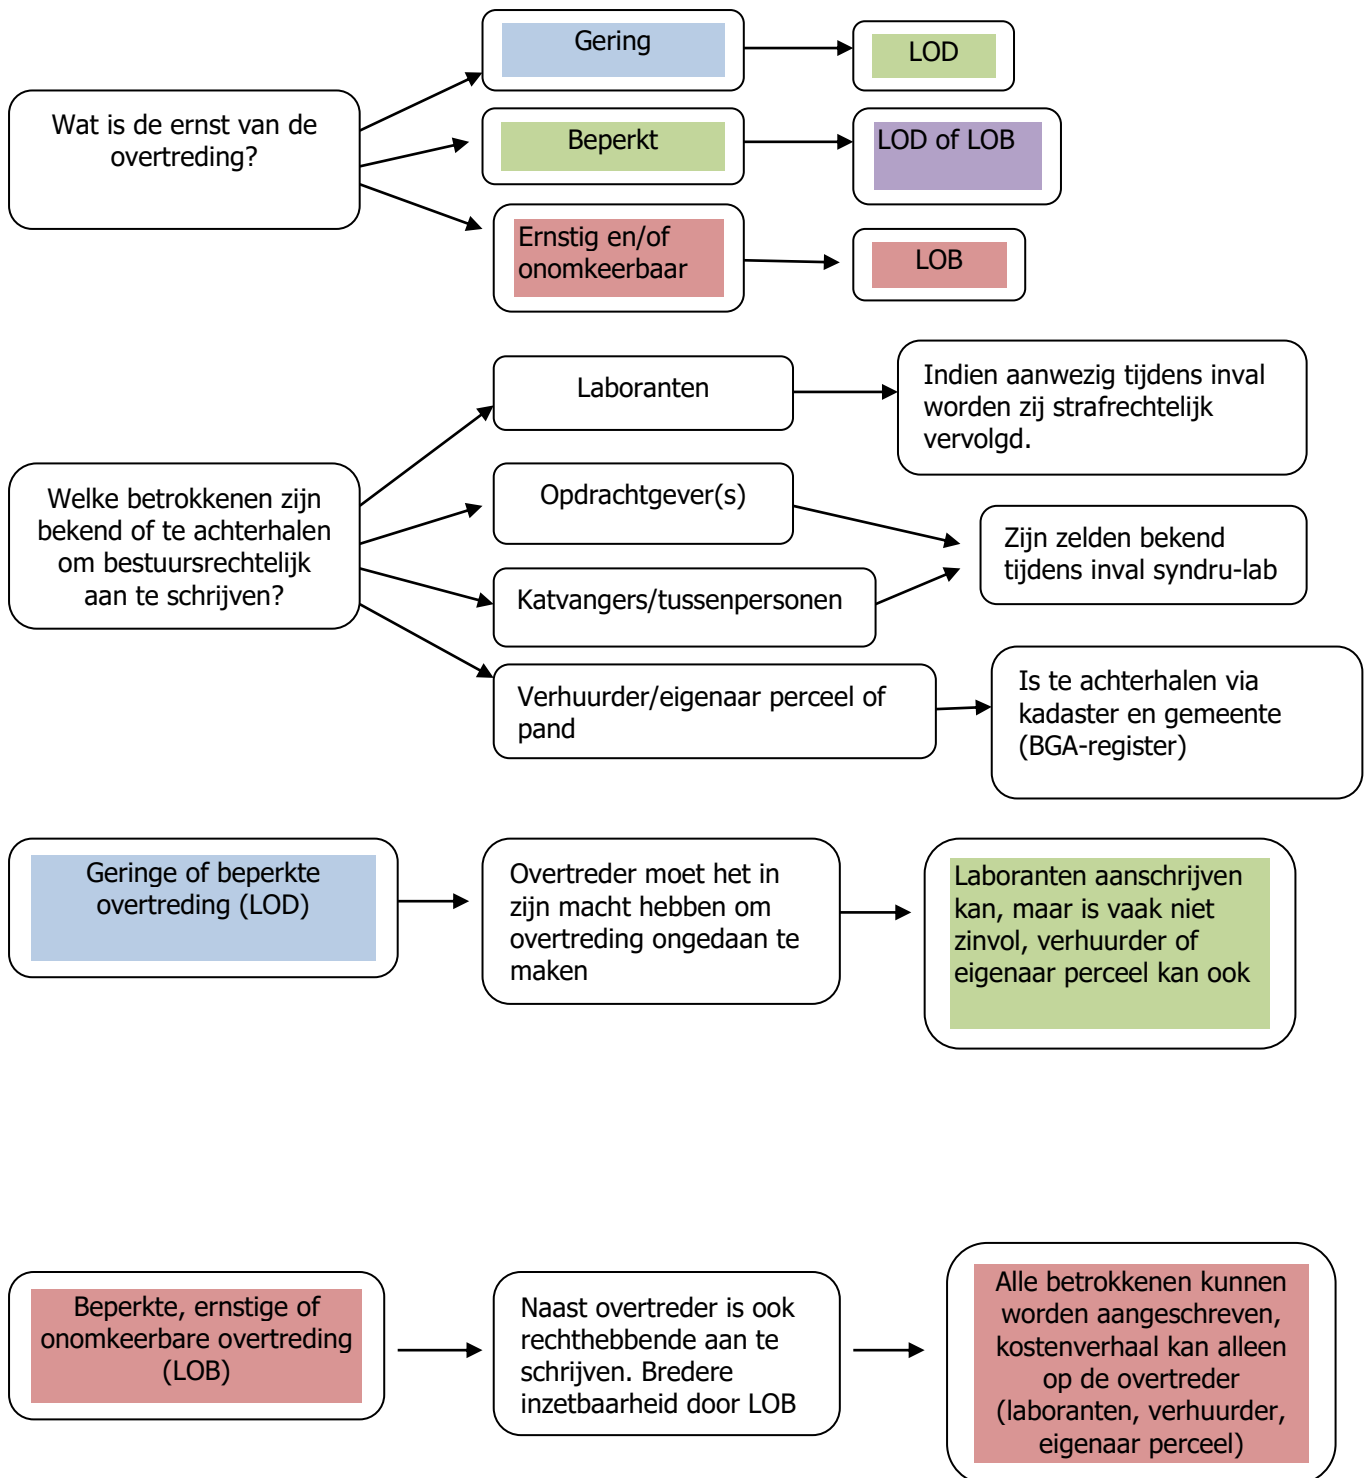 Gering
LOD
Wat is de ernst van de
overtreding?
Beperkt
LOD of LOB
Ernstig en/of
onomkeerbaar
LOB
Welke betrokkenen zijn
bekend of te achterhalen
om bestuursrechtelijk
aan te schrijven?
Laboranten
Indien aanwezig tijdens inval
worden zij strafrechtelijk
vervolgd.
Opdrachtgever(s)
Katvangers/tussenpersonen
Zijn zelden bekend
tijdens inval syndru-lab
Verhuurder/eigenaar perceel of
pand
Is te achterhalen via
kadaster en gemeente
(BGA-register)
Geringe of beperkte
overtreding (LOD)
Overtreder moet het in
zijn macht hebben om
overtreding ongedaan te
maken
Laboranten aanschrijven
kan, maar is vaak niet
zinvol, verhuurder of
eigenaar perceel kan ook
Beperkte, ernstige of
onomkeerbare overtreding
(LOB)
Naast overtreder is ook
rechthebbende aan te
schrijven. Bredere
inzetbaarheid door LOB
Alle betrokkenen kunnen
worden aangeschreven,
kostenverhaal kan alleen
op de overtreder
(laboranten, verhuurder,
eigenaar perceel)